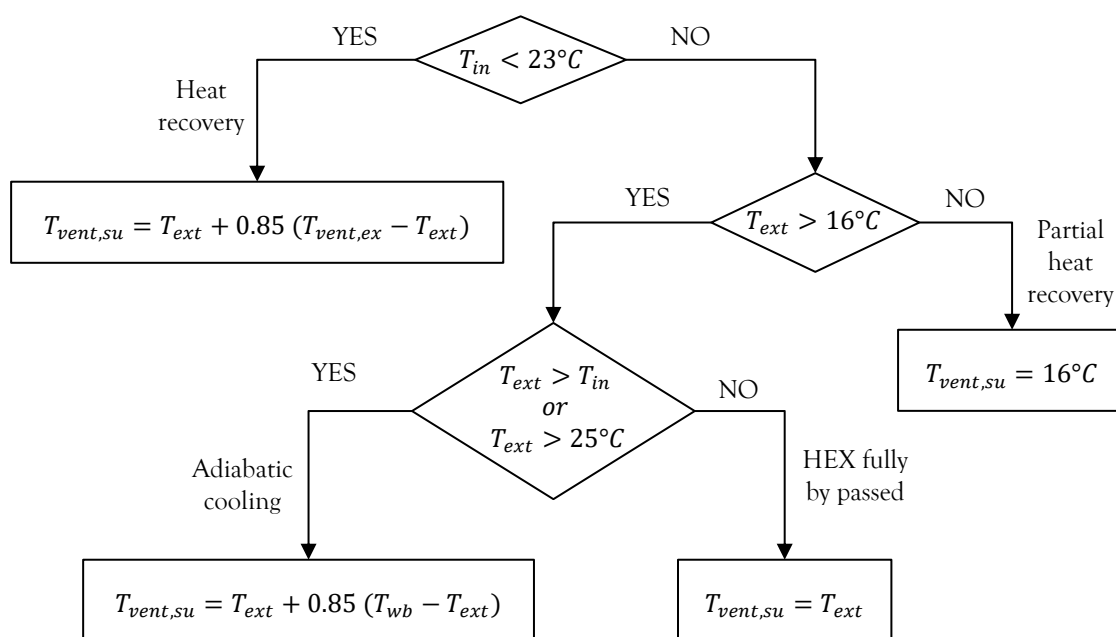 YES
T_in < 23°C
NO
Heat
recovery
T_vent,su = T_ext + 0.85 (T_vent,ex − T_ext)
YES
T_ext > 16°C
NO
Partial
heat
recovery
T_vent,su = 16°C
YES
T_ext > T_in
or
T_ext > 25°C
NO
Adiabatic
cooling
HEX fully
by passed
T_vent,su = T_ext + 0.85 (T_wb − T_ext)
T_vent,su = T_ext